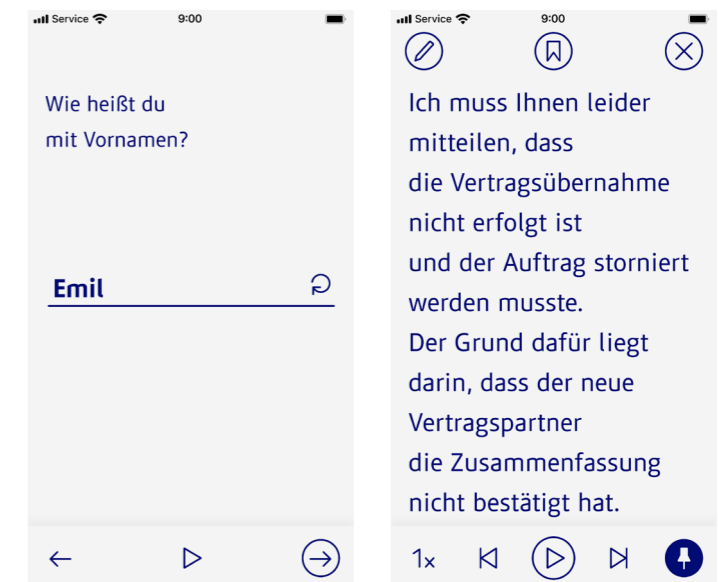 Service 9:00
Wie heißt du
mit Vornamen?
Emil
Service 9:00
Ich muss Ihnen leider
mitteilen, dass
die Vertragsübernahme
nicht erfolgt ist
und der Auftrag storniert
werden musste.
Der Grund dafür liegt
darin, dass der neue
Vertragspartner
die Zusammenfassung
nicht bestätigt hat.
1x